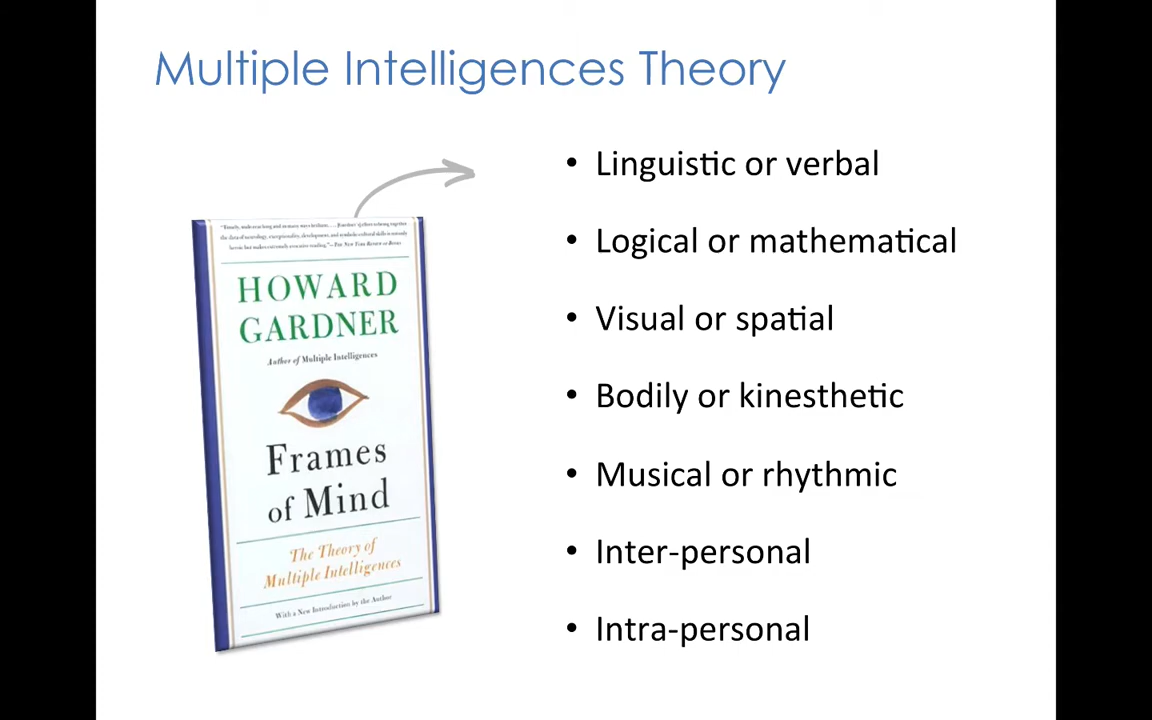 Multiple Intelligences Theory
HOWARD
GARDNER
Author of Multiple Intelligences
Frames
of Mind
The Theory of
Multiple Intelligences
With a New Introduction by the Author
• Linguistic or verbal
• Logical or mathematical
• Visual or spatial
• Bodily or kinesthetic
• Musical or rhythmic
• Inter-personal
• Intra-personal